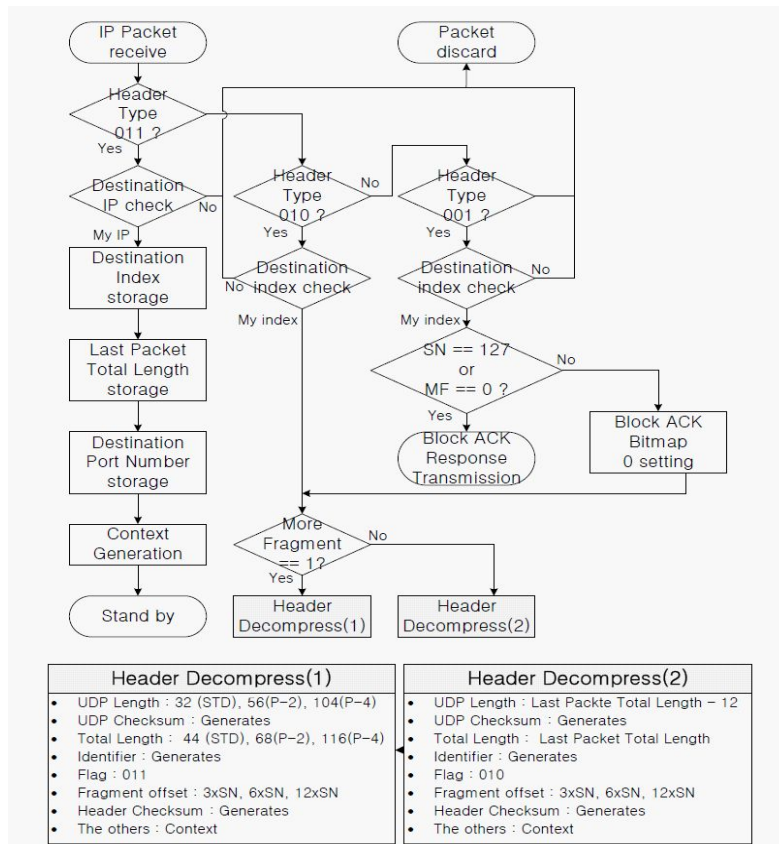 IP Packet
receive
Packet
discard
Header
Type
011 ?
Yes
Destination
IP check
No
My IP
Destination
Index
storage
Last Packet
Total Length
storage
Destination
Port Number
storage
Context
Generation
Stand by
Header
Type
010 ?
No
Yes
Destination
index check
No
My index
Header
Type
001 ?
Yes
Destination
index check
No
My index
SN == 127
or
MF == 0 ?
No
Yes
Block ACK
Response
Transmission
Block ACK
Bitmap
0 setting
More
Fragment
== 1?
No
Yes
Header
Decompress(1)
Header
Decompress(2)
Header Decompress(1)
• UDP Length : 32 (STD), 56(P-2), 104(P-4)
• UDP Checksum : Generates
• Total Length : 44 (STD), 68(P-2), 116(P-4)
• Identifier : Generates
• Flag : 011
• Fragment offset : 3xSN, 6xSN, 12xSN
• Header Checksum : Generates
• The others : Context
Header Decompress(2)
• UDP Length : Last Packte Total Length - 12
• UDP Checksum : Generates
• Total Length : Last Packet Total Length
• Identifier : Generates
• Flag : 010
• Fragment offset : 3xSN, 6xSN, 12xSN
• Header Checksum : Generates
• The others : Context